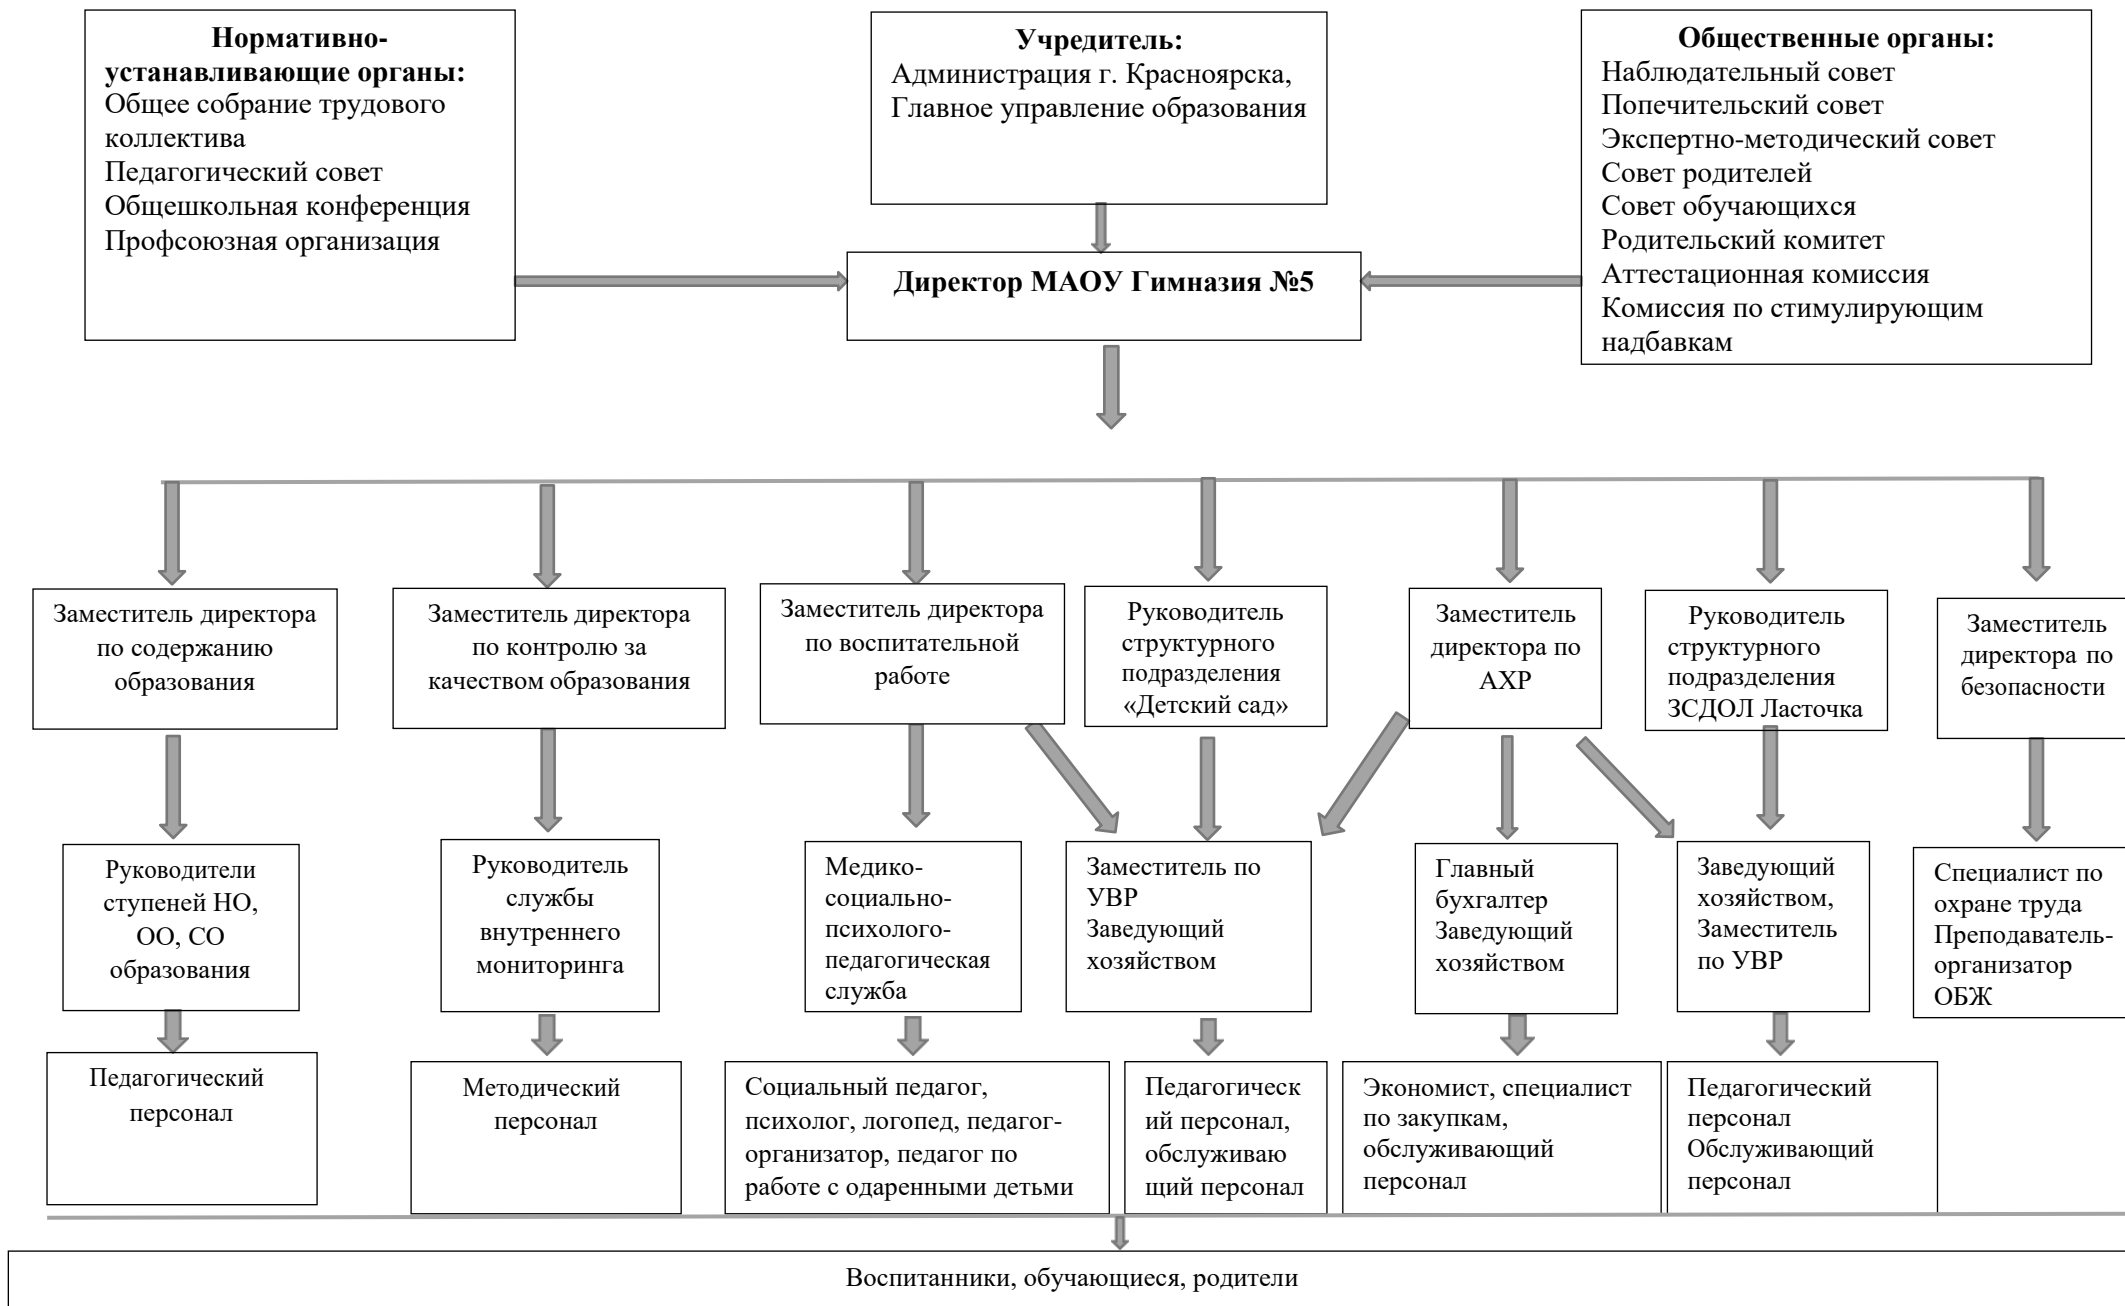 Нормативно-
устанавливающие органы:
Общее собрание трудового
коллектива
Педагогический совет
Общешкольная конференция
Профсоюзная организация
Учредитель:
Администрация г. Красноярска,
Главное управление образования
Общественные органы:
Наблюдательный совет
Попечительский совет
Экспертно-методический совет
Совет родителей
Совет обучающихся
Родительский комитет
Аттестационная комиссия
Комиссия по стимулирующим
надбавкам
Директор МАОУ Гимназия №5
Заместитель директора
по содержанию
образования
Заместитель директора
по контролю за
качеством образования
Заместитель директора
по воспитательной
работе
Руководитель
структурного
подразделения
«Детский сад»
Заместитель
директора по
АХР
Руководитель
структурного
подразделения
ЗСДОЛ Ласточка
Заместитель
директора по
безопасности
Руководители
ступеней НО,
ОО, СО
образования
Руководитель
службы
внутреннего
мониторинга
Медико-
социально-
психолого-
педагогическая
служба
Заместитель по
УВР
Заведующий
хозяйством
Главный
бухгалтер
Заведующий
хозяйством
Заведующий
хозяйством,
Заместитель
по УВР
Специалист по
охране труда
Преподаватель-
организатор
ОБЖ
Педагогический
персонал
Методический
персонал
Социальный педагог,
психолог, логопед, педагог-
организатор, педагог по
работе с одаренными детьми
Педагогическ
ий персонал,
обслуживаю
щий персонал
Экономист, специалист
по закупкам,
обслуживающий
персонал
Педагогический
персонал
Обслуживающий
персонал
Воспитанники, обучающиеся, родители